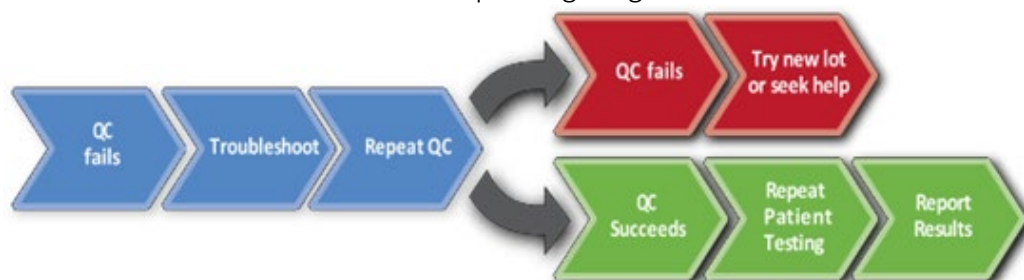 QC
fails
Troubleshoot
Repeat QC
QC fails
Try new lot
or seek help
QC
Succeeds
Repeat
Patient
Testing
Report
Results